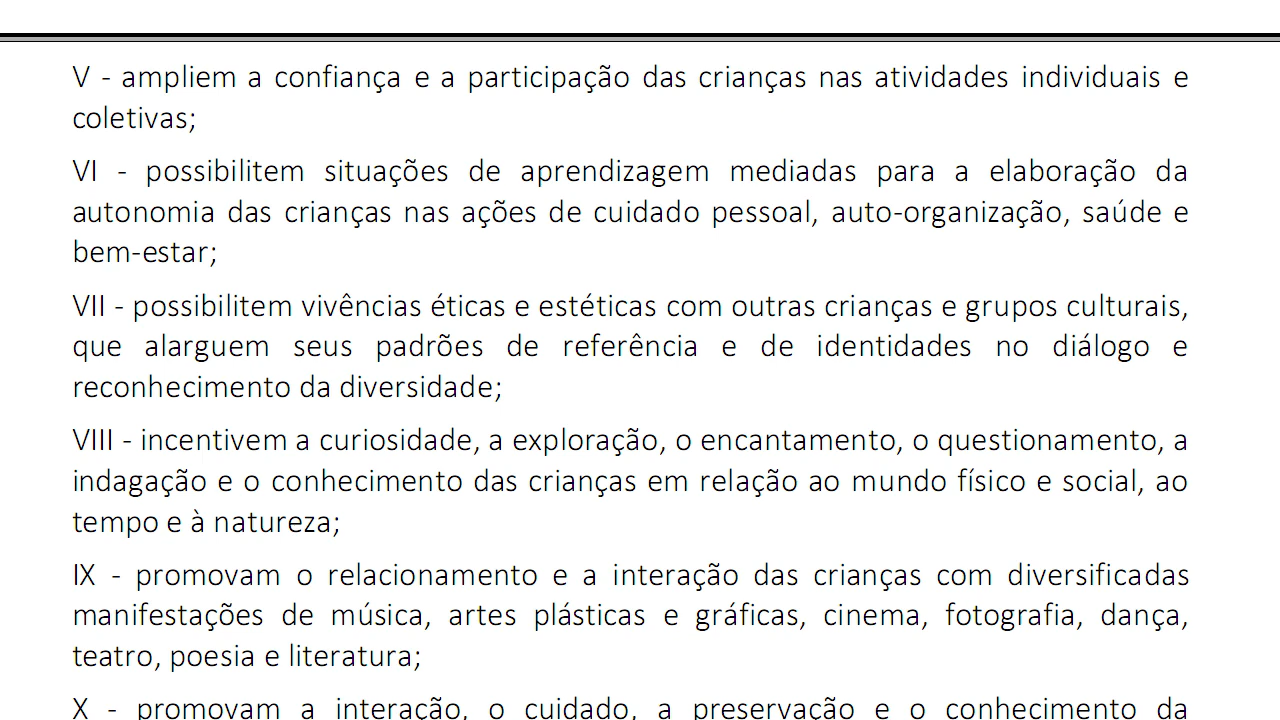 V - ampliem a confiança e a participação das crianças nas atividades individuais e
coletivas;
VI - possibilitem situações de aprendizagem mediadas para a elaboração da
autonomia das crianças nas ações de cuidado pessoal, auto-organização, saúde e
bem-estar;
VII - possibilitem vivências éticas e estéticas com outras crianças e grupos culturais,
que alarguem seus padrões de referência e de identidades no diálogo e
reconhecimento da diversidade;
VIII - incentivem a curiosidade, a exploração, o encantamento, o questionamento, a
indagação e o conhecimento das crianças em relação ao mundo físico e social, ao
tempo e à natureza;
IX - promovam o relacionamento e a interação das crianças com diversificadas
manifestações de música, artes plásticas e gráficas, cinema, fotografia, dança,
teatro, poesia e literatura;
X - promovam a interação, o cuidado, a preservação e o conhecimento da